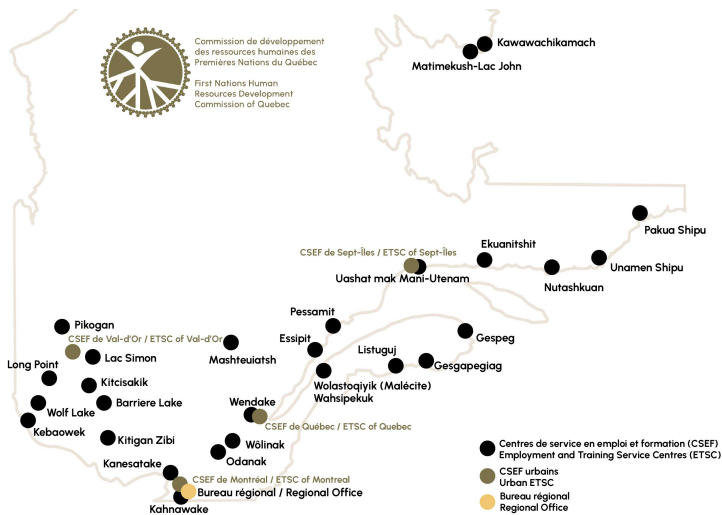 Commission de développement
des ressources humaines des
Premières Nations du Québec
First Nations Human
Resources Development
Commission of Quebec
Kawawachikamach
Matimekush-Lac John
Pakua Shipu
CSEF de Sept-Îles / ETSC of Sept-Îles
Ekuanitshit
Unamen Shipu
Uashat mak Mani-Utenam
Nutashkuan
Pessamit
Pikogan
CSEF de Val-d'Or / ETSC of Val-d'Or
Essipit
Gespeg
Listuguj
Lac Simon
Mashteuiatsh
Long Point
Gesgapegiag
Kitcisakik
Wolastoqiyik (Malécite)
Wahsipekuk
Wolf Lake
Barriere Lake
Wendake
Kebaowek
CSEF de Québec / ETSC of Quebec
Kitigan Zibi
Wôlinak
Odanak
Kanesatake
CSEF de Montréal / ETSC of Montreal
Bureau régional / Regional Office
Kahnawake
Centres de service en emploi et formation (CSEF)
Employment and Training Service Centres (ETSC)
CSEF urbains
Urban ETSC
Bureau régional
Regional Office